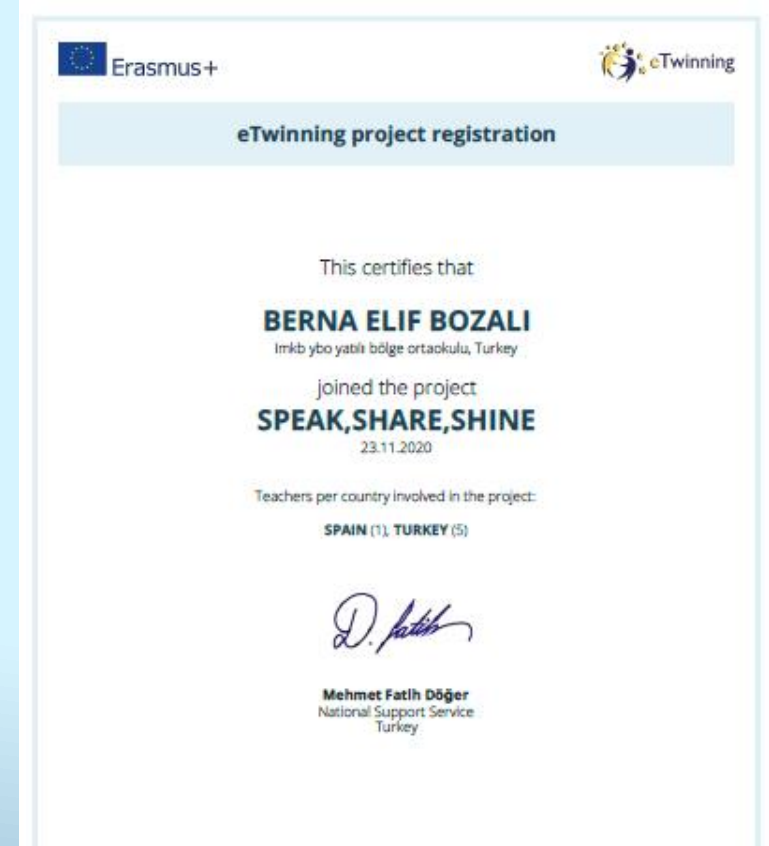 Erasmus+
eTwinning
eTwinning project registration
This certifies that
BERNA ELIF BOZALI
Imkb ybo yatılı bölge ortaokulu, Turkey
joined the project
SPEAK,SHARE,SHINE
23.11.2020
Teachers per country involved in the project:
SPAIN (1), TURKEY (5)
D. fatih
Mehmet Fatih Döğer
National Support Service
Turkey